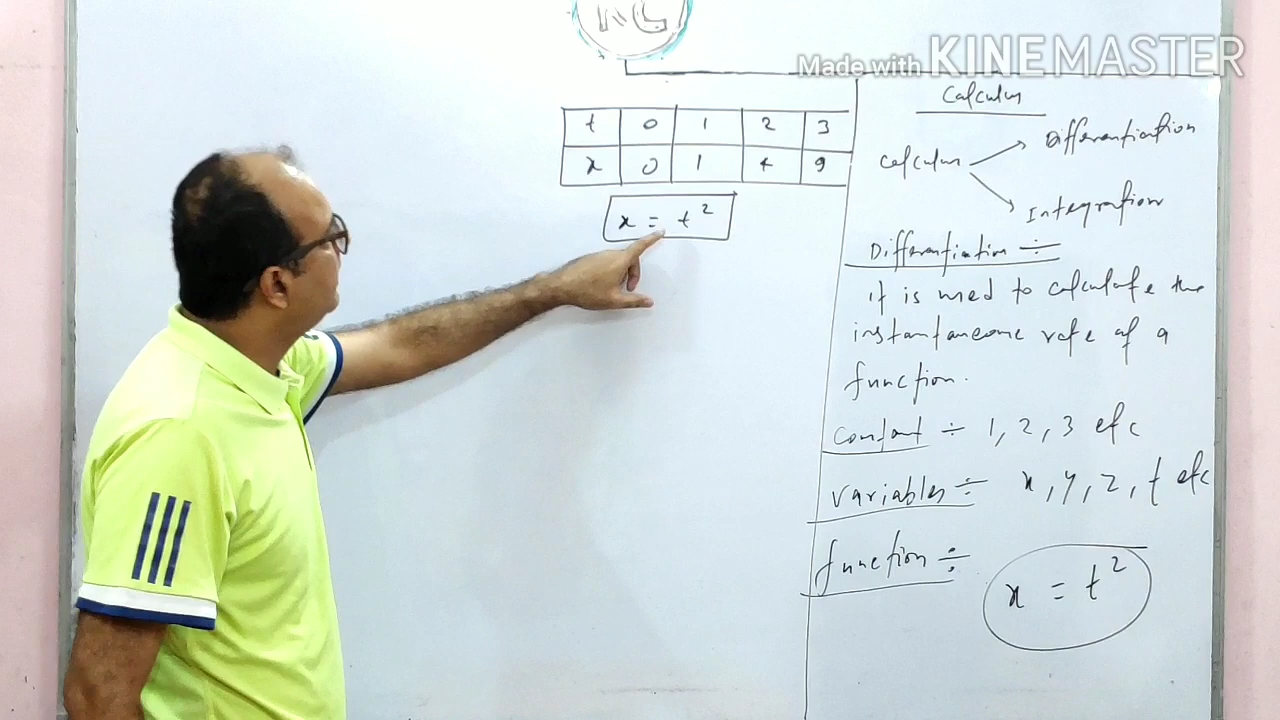 RC
Made with KINEMASTER
t 0 1 2 3
x 0 1 4 9
x = t²
Calculus
Calculus
Differentiation
Integration
Differentiation ÷
it is used to calculate the
instantaneous rate of a
function.
Constant ÷ 1, 2, 3 etc
Variables ÷ x, y, z, t etc
function ÷
x = t²